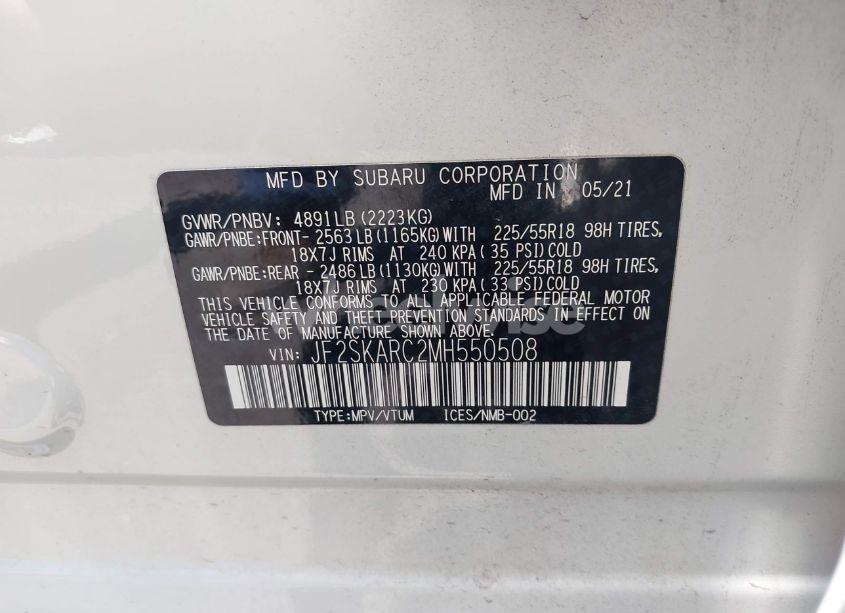 MFD BY SUBARU CORPORATION
MFD IN 05/21
GVWR/PNBV: 4891LB(2223KG)
GAWR/PNBE:FRONT- 2563LB(1165KG)WITH 225/55R18 98H TIRES,
18X7J RIMS AT 240 KPA( 35 PSI)COLD
GAWR/PNBE:REAR - 2486LB(1130KG)WITH 225/55R18 98H TIRES,
18X7J RIMS AT 230 KPA( 33 PSI)COLD
THIS VEHICLE CONFORMS TO ALL APPLICABLE FEDERAL MOTOR
VEHICLE SAFETY AND THEFT PREVENTION STANDARDS IN EFFECT ON
THE DATE OF MANUFACTURE SHOWN ABOVE.
VIN: JF2SKARC2MH550508
TYPE:MPV/VTUM ICES/NMB-002